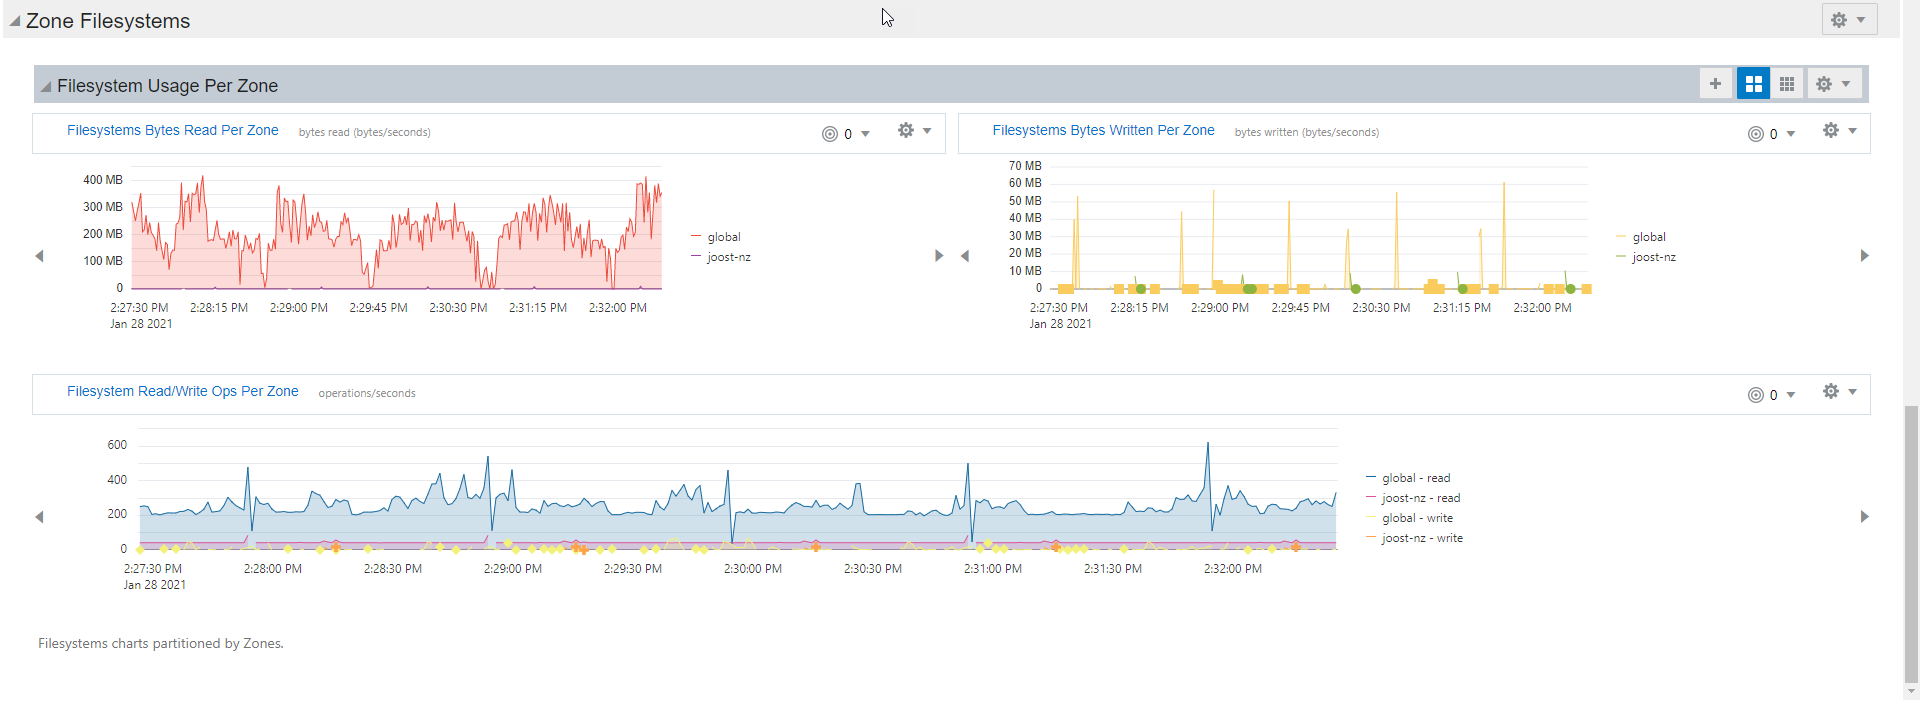 Zone Filesystems
Filesystem Usage Per Zone
Filesystems Bytes Read Per Zone bytes read (bytes/seconds) 0
400 MB
300 MB
200 MB
100 MB
0
2:27:30 PM 2:28:15 PM 2:29:00 PM 2:29:45 PM 2:30:30 PM 2:31:15 PM 2:32:00 PM
Jan 28 2021
global
joost-nz
Filesystems Bytes Written Per Zone bytes written (bytes/seconds) 0
70 MB
60 MB
50 MB
40 MB
30 MB
20 MB
10 MB
0
2:27:30 PM 2:28:15 PM 2:29:00 PM 2:29:45 PM 2:30:30 PM 2:31:15 PM 2:32:00 PM
Jan 28 2021
global
joost-nz
Filesystem Read/Write Ops Per Zone operations/seconds 0
600
400
200
0
2:27:30 PM 2:28:00 PM 2:28:30 PM 2:29:00 PM 2:29:30 PM 2:30:00 PM 2:30:30 PM 2:31:00 PM 2:31:30 PM 2:32:00 PM
Jan 28 2021
global - read
joost-nz - read
global - write
joost-nz - write
Filesystems charts partitioned by Zones.